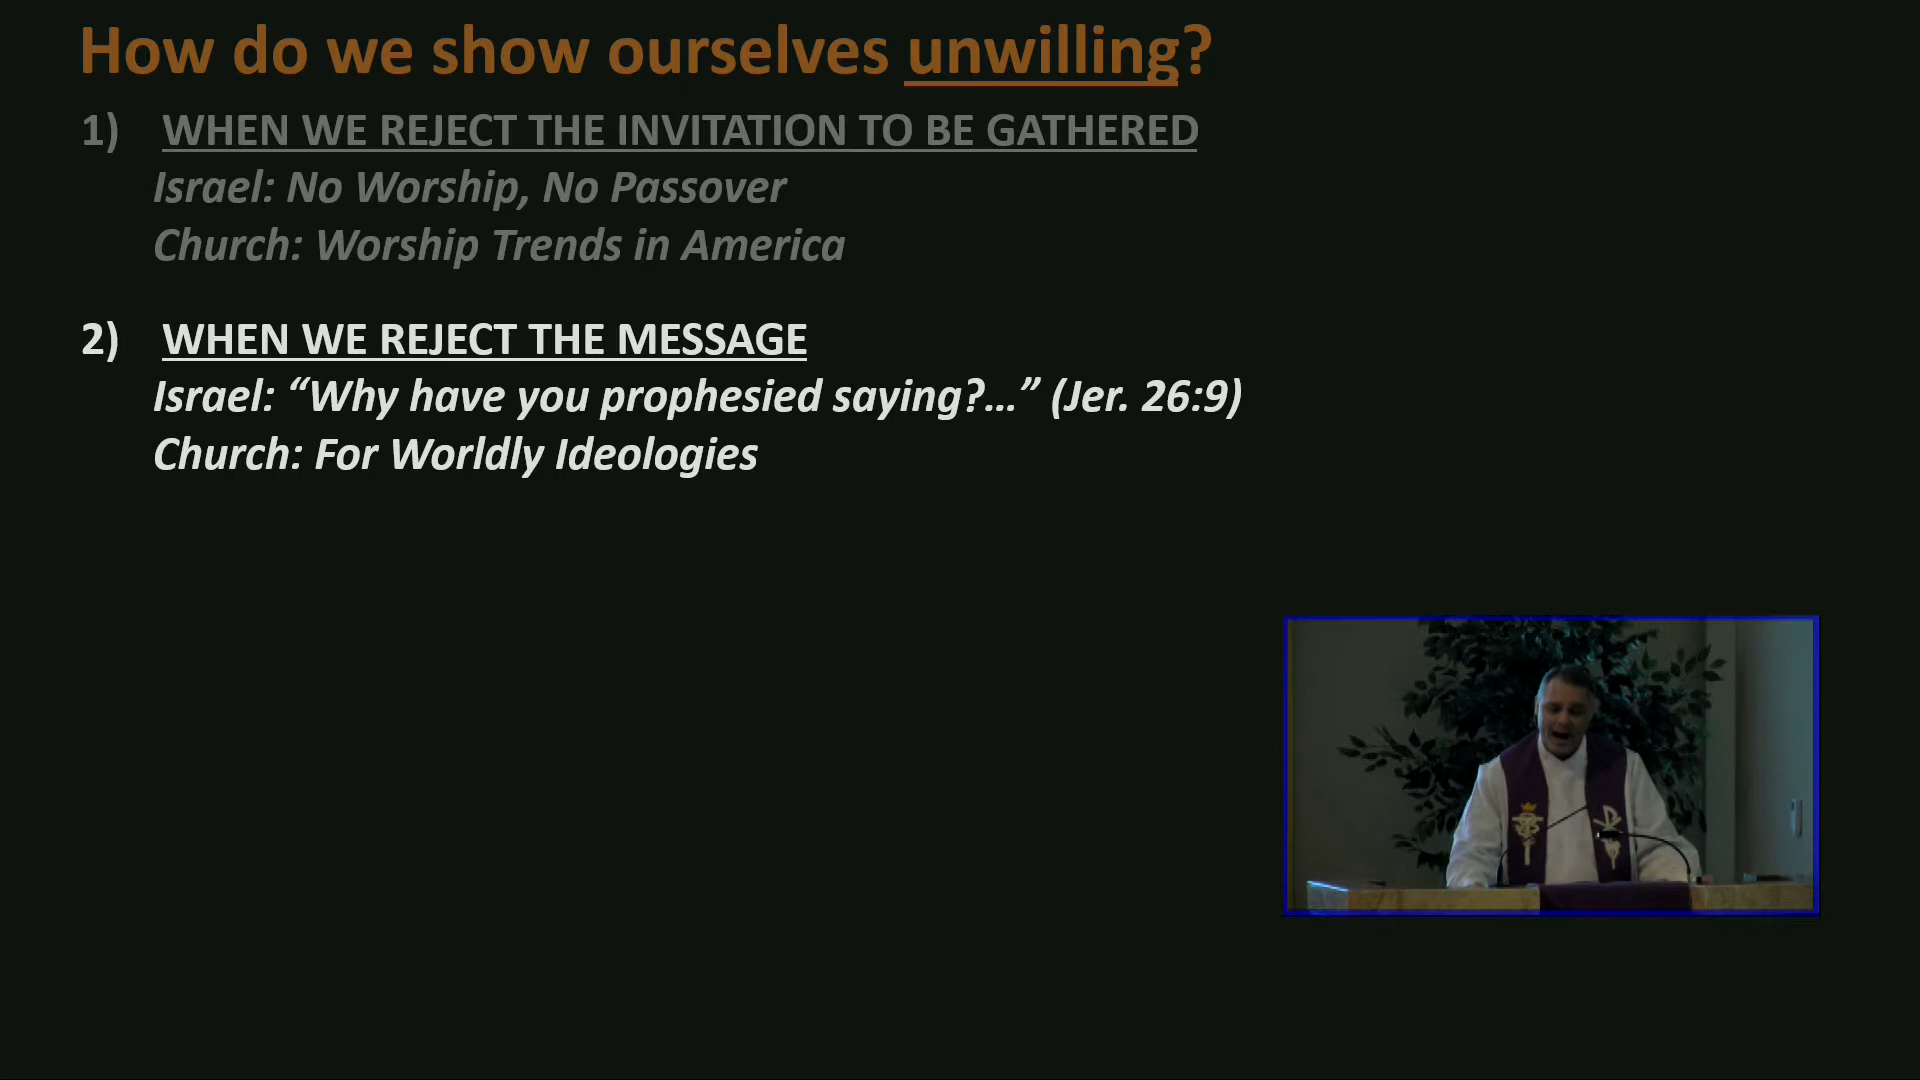 How do we show ourselves unwilling?
1) WHEN WE REJECT THE INVITATION TO BE GATHERED
Israel: No Worship, No Passover
Church: Worship Trends in America
2) WHEN WE REJECT THE MESSAGE
Israel: “Why have you prophesied saying?...” (Jer. 26:9)
Church: For Worldly Ideologies